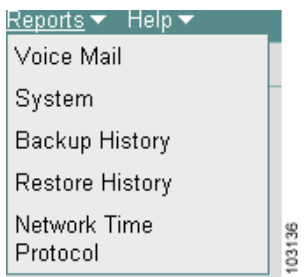 Reports Help
Voice Mail
System
Backup History
Restore History
Network Time
Protocol
103136